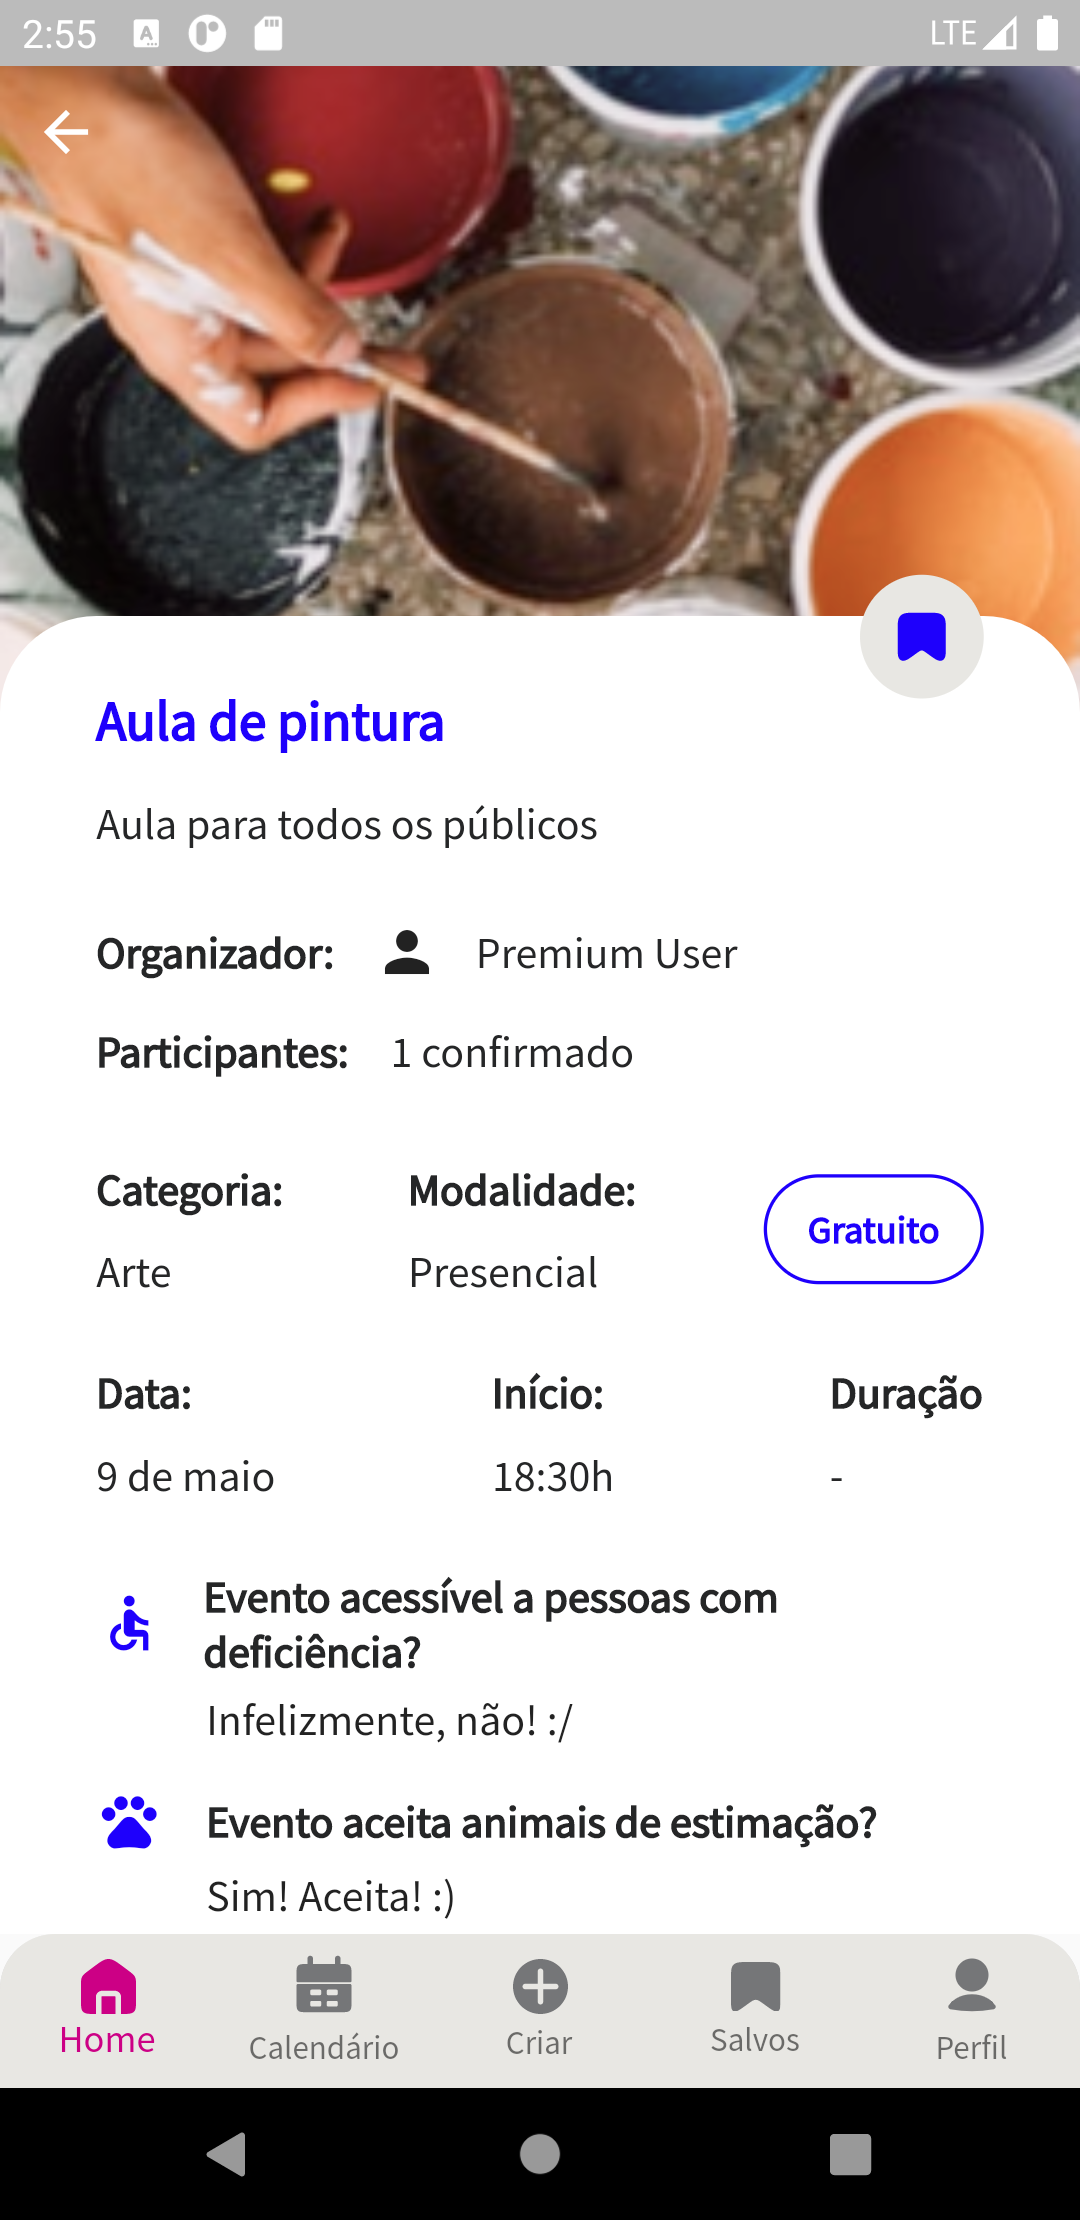 2:55 A LTE
Aula de pintura
Aula para todos os públicos
Organizador: Premium User
Participantes: 1 confirmado
Categoria: Modalidade:
Gratuito
Arte Presencial
Data: Início: Duração
9 de maio 18:30h -
Evento acessível a pessoas com
deficiência?
Infelizmente, não! :/
Evento aceita animais de estimação?
Sim! Aceita! :)
Home Calendário Criar Salvos Perfil